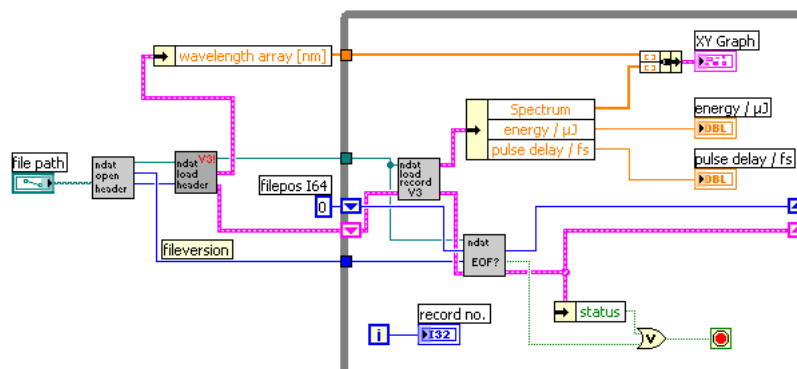 XY Graph
wavelength array [nm]
Spectrum
energy / µJ
pulse delay / fs
energy / µJ
DBL
pulse delay / fs
DBL
file path
ndat
open
header
ndat V3!
load
header
ndat
load
record
V3
filepos I64
0
fileversion
ndat
EOF?
status
record no.
i
I32
V